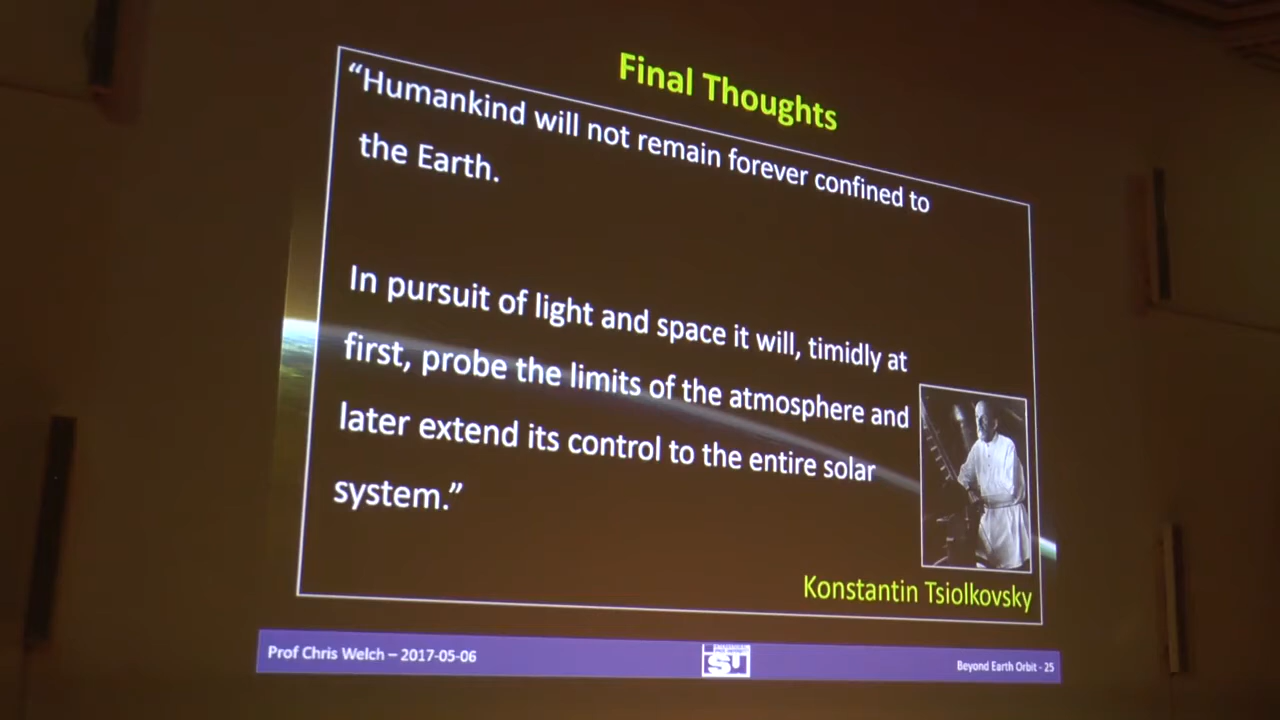 Final Thoughts
“Humankind will not remain forever confined to
the Earth.
In pursuit of light and space it will, timidly at
first, probe the limits of the atmosphere and
later extend its control to the entire solar
system.”
Konstantin Tsiolkovsky
Prof Chris Welch – 2017-05-06
ISU
Beyond Earth Orbit - 25